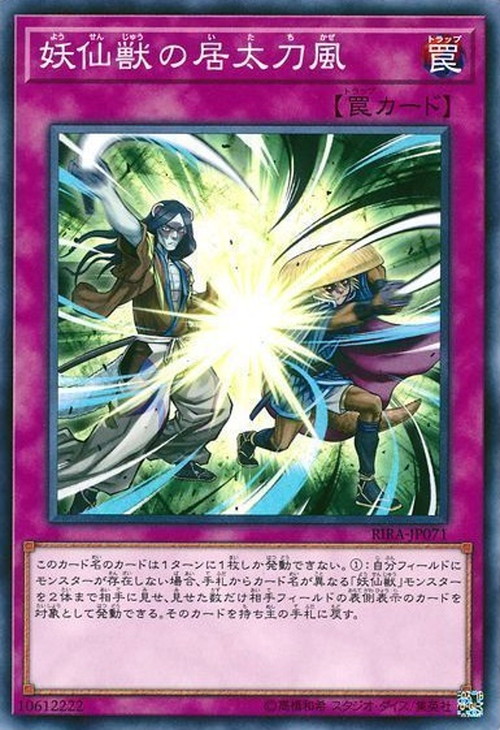 妖仙獣の居太刀風
罠
【罠カード】
RIRA-JP071
このカード名のカードは1ターンに1枚しか発動できない。①:自分フィールドに
モンスターが存在しない場合、手札からカード名が異なる「妖仙獣」モンスター
を2体まで相手に見せ、見せた数だけ相手フィールドの表側表示のカードを
対象として発動できる。そのカードを持ち主の手札に戻す。
10612222
©高橋和希 スタジオ・ダイス/集英社